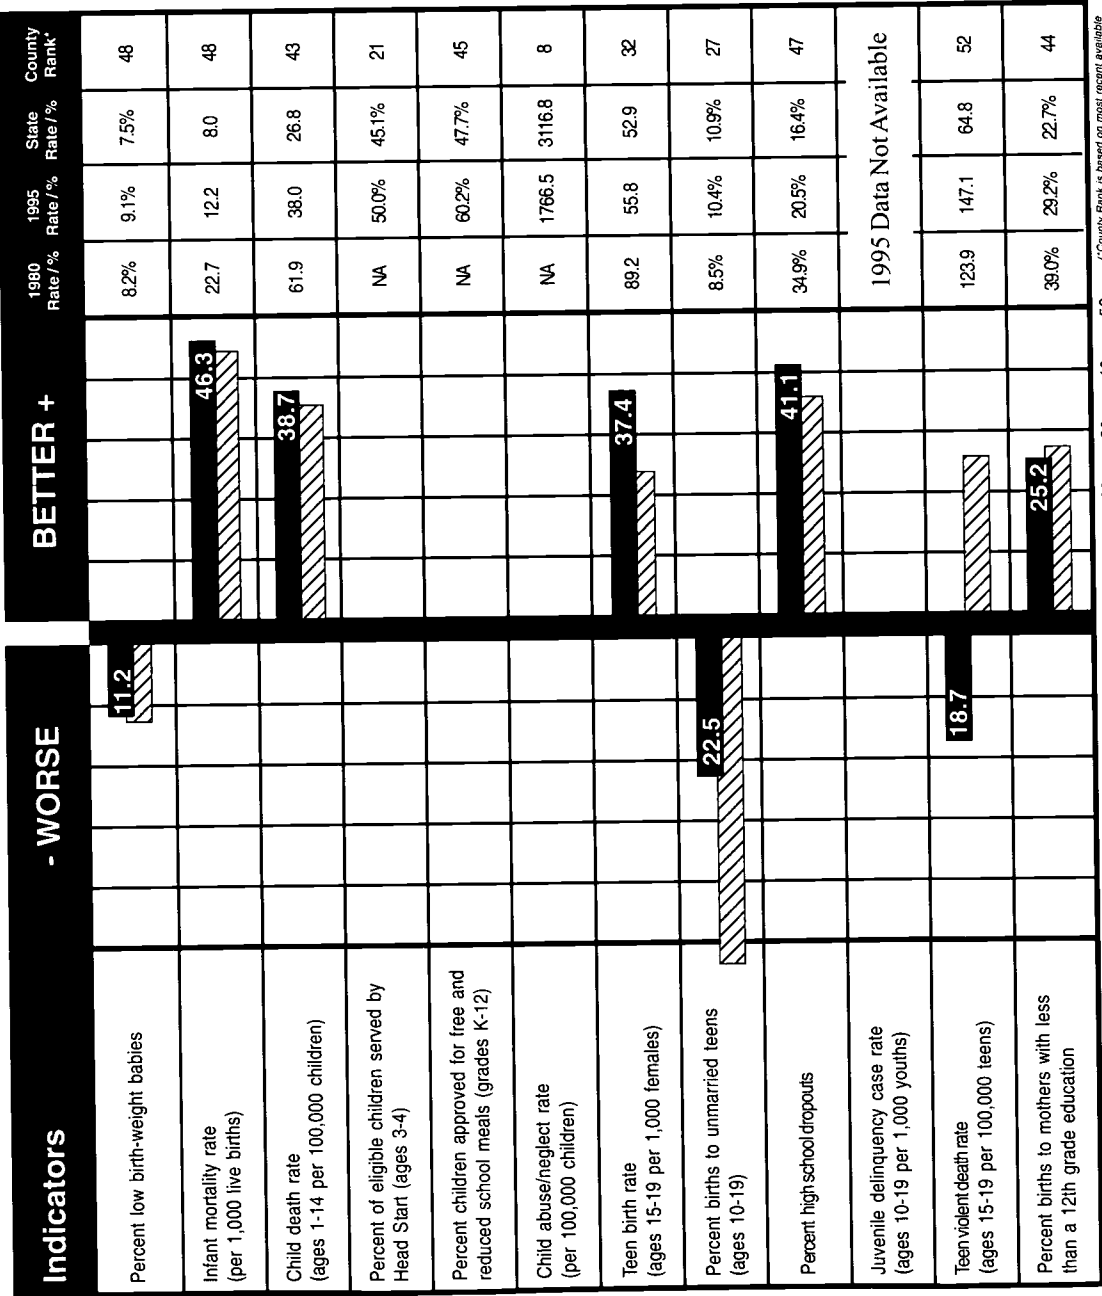 Indicators
- WORSE
BETTER +
1980
Rate / %
1995
Rate / %
State
Rate / %
County
Rank*
Percent low birth-weight babies
11.2
8.2%
9.1%
7.5%
48
Infant mortality rate
(per 1,000 live births)
46.3
22.7
12.2
8.0
48
Child death rate
(ages 1-14 per 100,000 children)
38.7
61.9
38.0
26.8
43
Percent of eligible children served by
Head Start (ages 3-4)
NA
50.0%
45.1%
21
Percent children approved for free and
reduced school meals (grades K-12)
NA
60.2%
47.7%
45
Child abuse/neglect rate
(per 100,000 children)
NA
1766.5
3116.8
8
Teen birth rate
(ages 15-19 per 1,000 females)
37.4
89.2
55.8
52.9
32
Percent births to unmarried teens
(ages 10-19)
22.5
8.5%
10.4%
10.9%
27
Percent high school dropouts
41.1
34.9%
20.5%
16.4%
47
Juvenile delinquency case rate
(ages 10-19 per 1,000 youths)
1995 Data Not Available
Teen violent death rate
(ages 15-19 per 100,000 teens)
18.7
123.9
147.1
64.8
52
Percent births to mothers with less
than a 12th grade education
25.2
39.0%
29.2%
22.7%
44
(*County Rank is based on most recent available